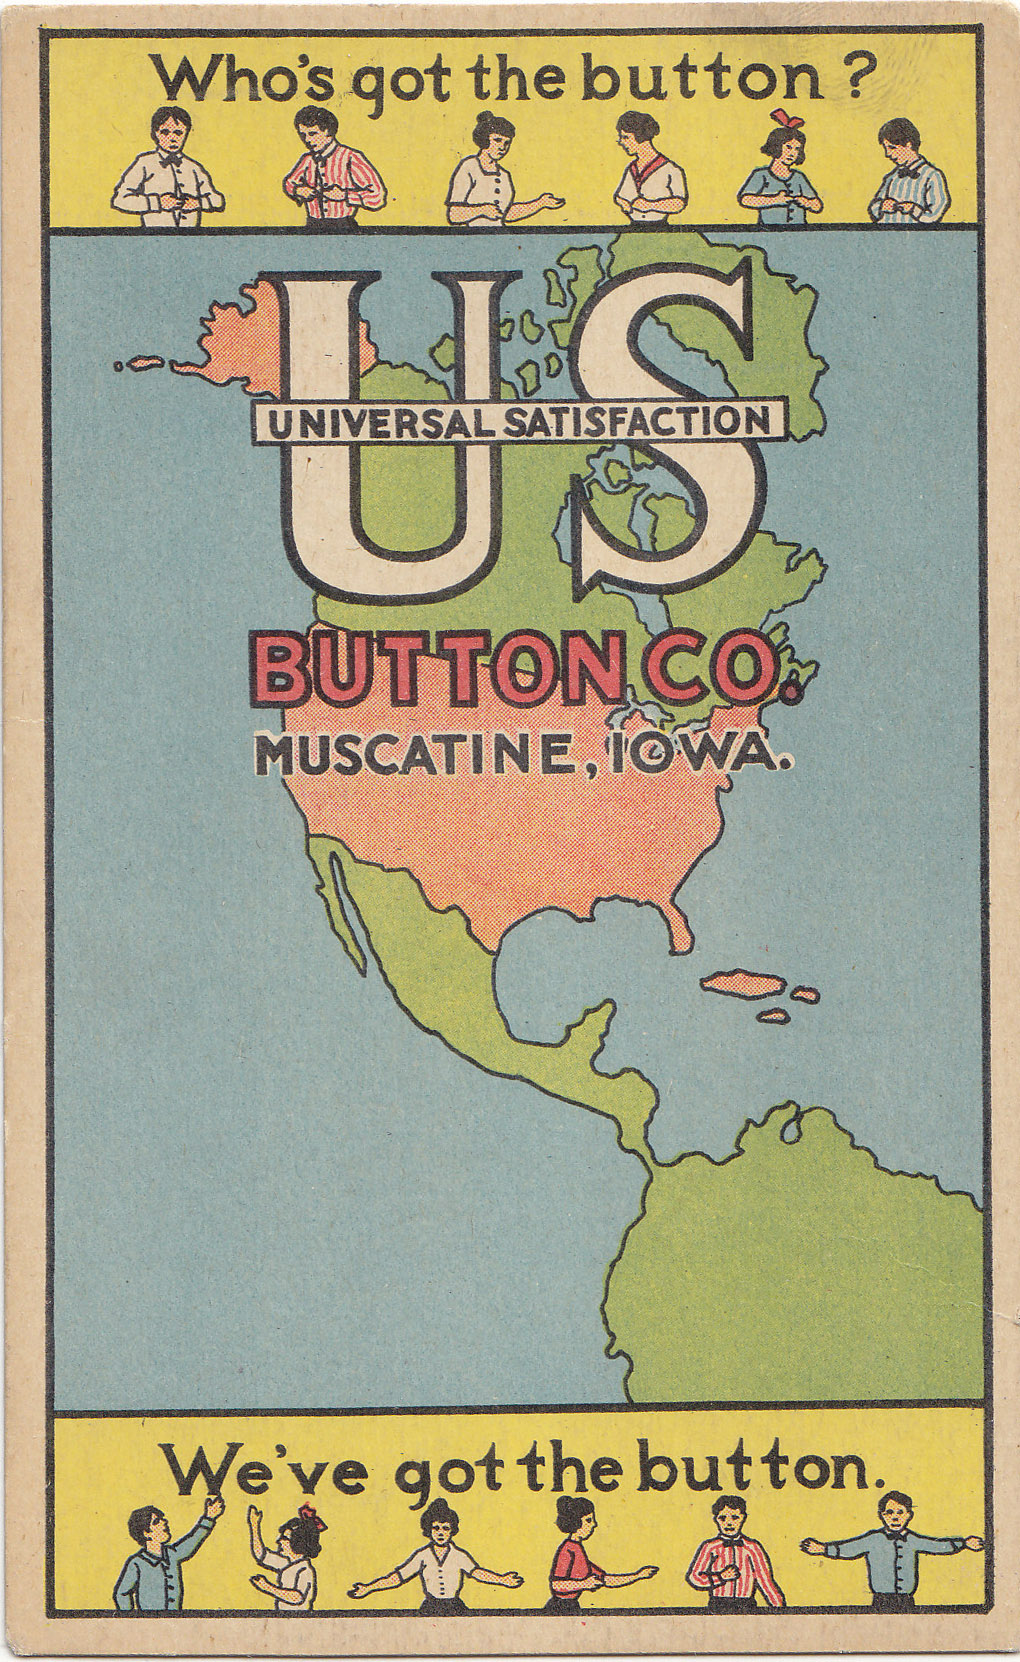 Who's got the button?
US
UNIVERSAL SATISFACTION
BUTTON CO.
MUSCATINE, IOWA.
We've got the button.